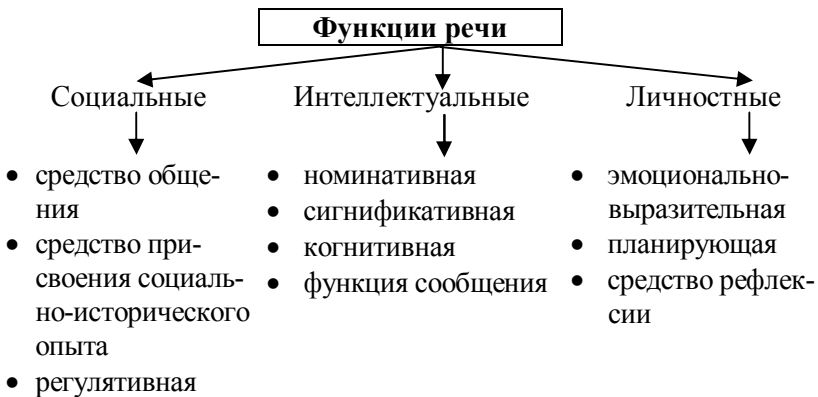 Функции речи
Социальные
Интеллектуальные
Личностные
• средство обще-
ния
• средство при-
своения социаль-
но-исторического
опыта
• регулятивная
• номинативная
• сигнификативная
• когнитивная
• функция сообщения
• эмоционально-
выразительная
• планирующая
• средство рефлек-
сии